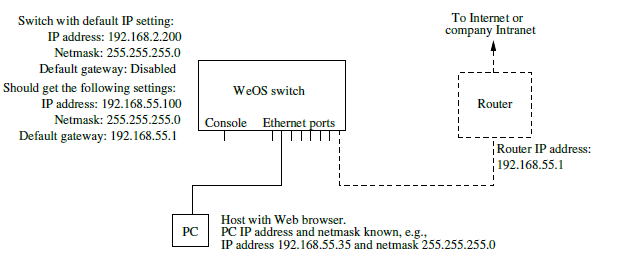 Switch with default IP setting:
IP address: 192.168.2.200
Netmask: 255.255.255.0
Default gateway: Disabled
Should get the following settings:
IP address: 192.168.55.100
Netmask: 255.255.255.0
Default gateway: 192.168.55.1
WeOS switch
Console Ethernet ports
To Internet or
company Intranet
Router
Router IP address:
192.168.55.1
PC
Host with Web browser.
PC IP address and netmask known, e.g.,
IP address 192.168.55.35 and netmask 255.255.255.0